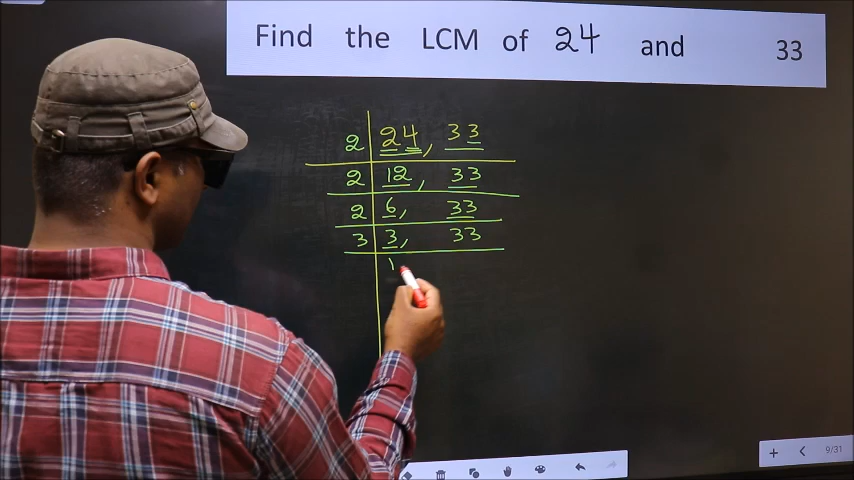 Find the LCM of 24 and 33
2 24, 33
2 12, 33
2 6, 33
3 3, 33
1
9/31